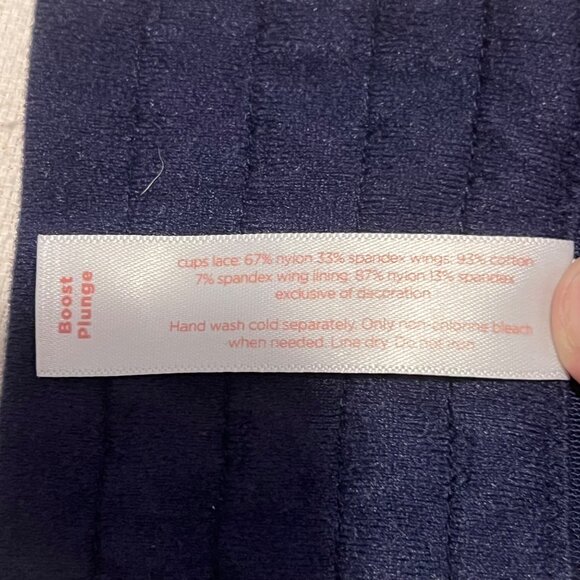 Boost
Plunge
cups lace: 67% nylon 33% spandex wings: 93% cotton
7% spandex wing lining: 87% nylon 13% spandex
exclusive of decoration
Hand wash cold separately. Only non-chlorine bleach
when needed. Line dry. Do not iron.